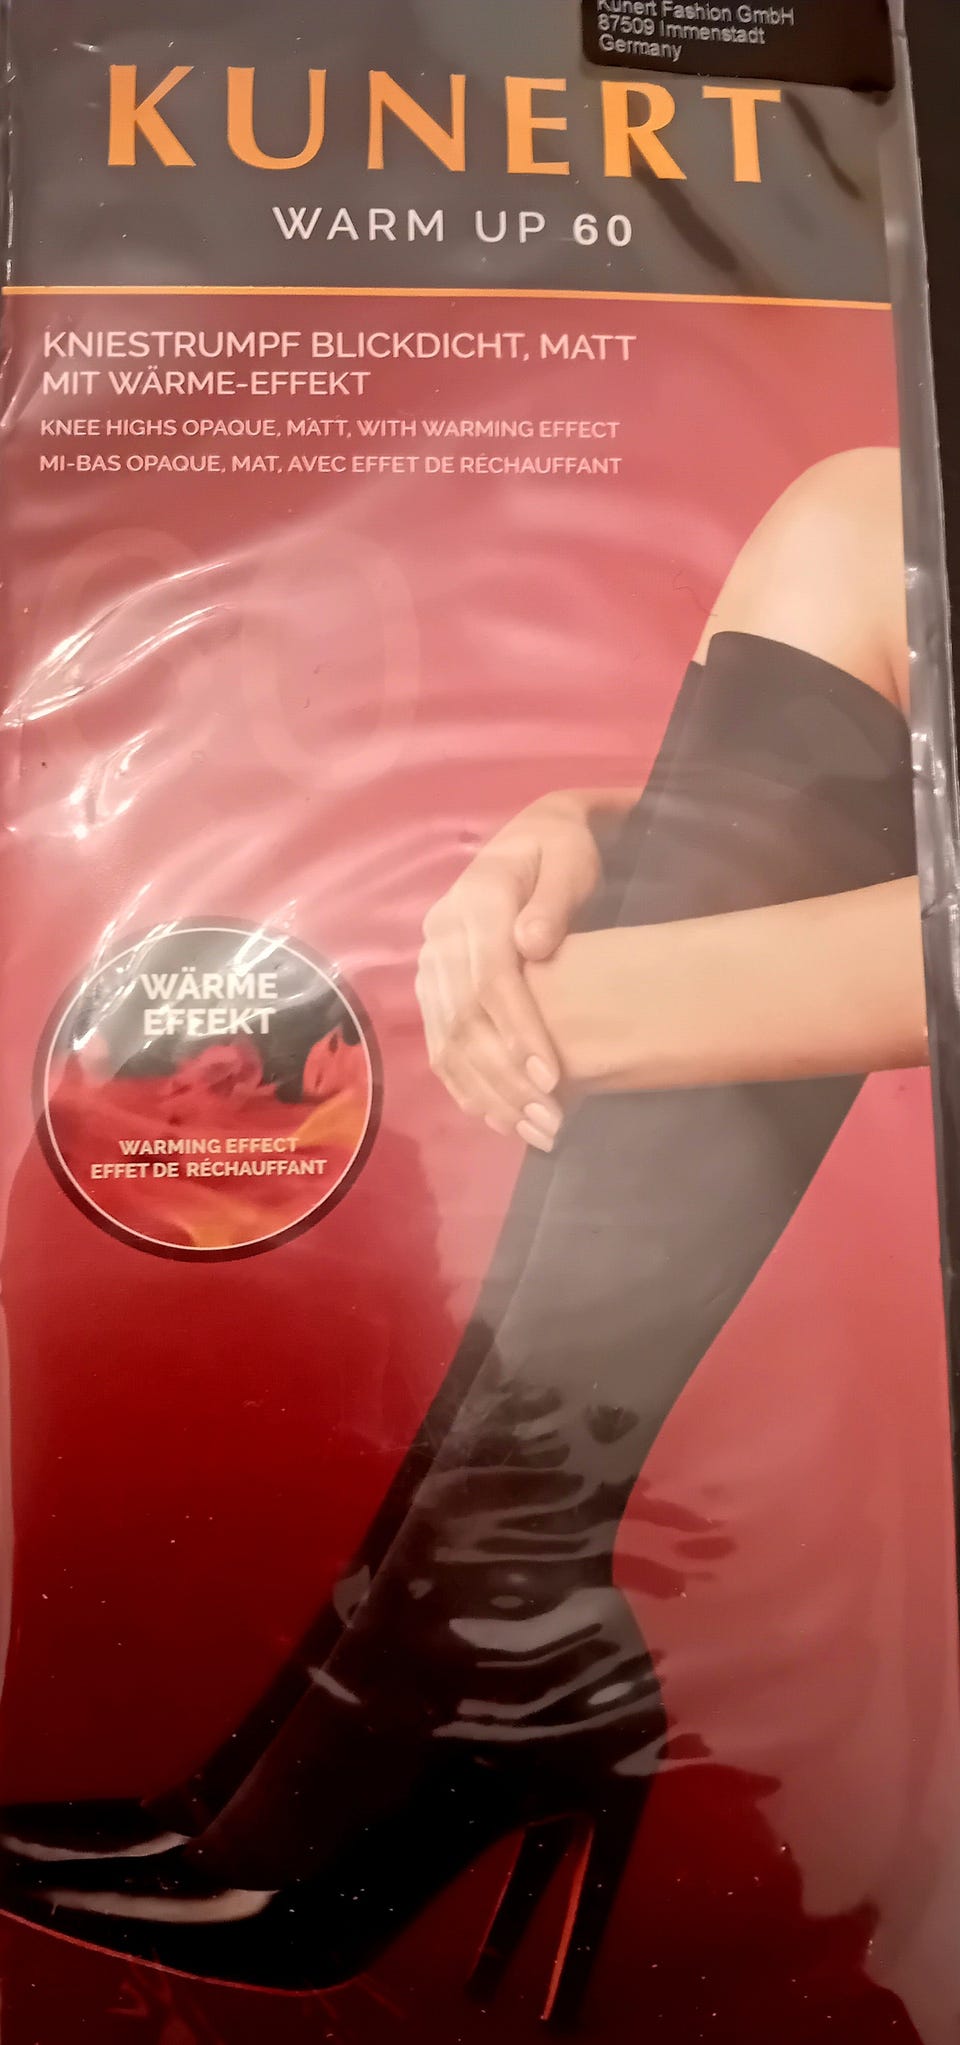 Kunert Fashion GmbH
87509 Immenstadt
Germany
KUNERT
WARM UP 60
KNIESTRUMPF BLICKDICHT, MATT
MIT WÄRME-EFFEKT
KNEE HIGHS OPAQUE, MATT, WITH WARMING EFFECT
MI-BAS OPAQUE, MAT, AVEC EFFET DE RÉCHAUFFANT
60
WÄRME
EFFEKT
WARMING EFFECT
EFFET DE RÉCHAUFFANT